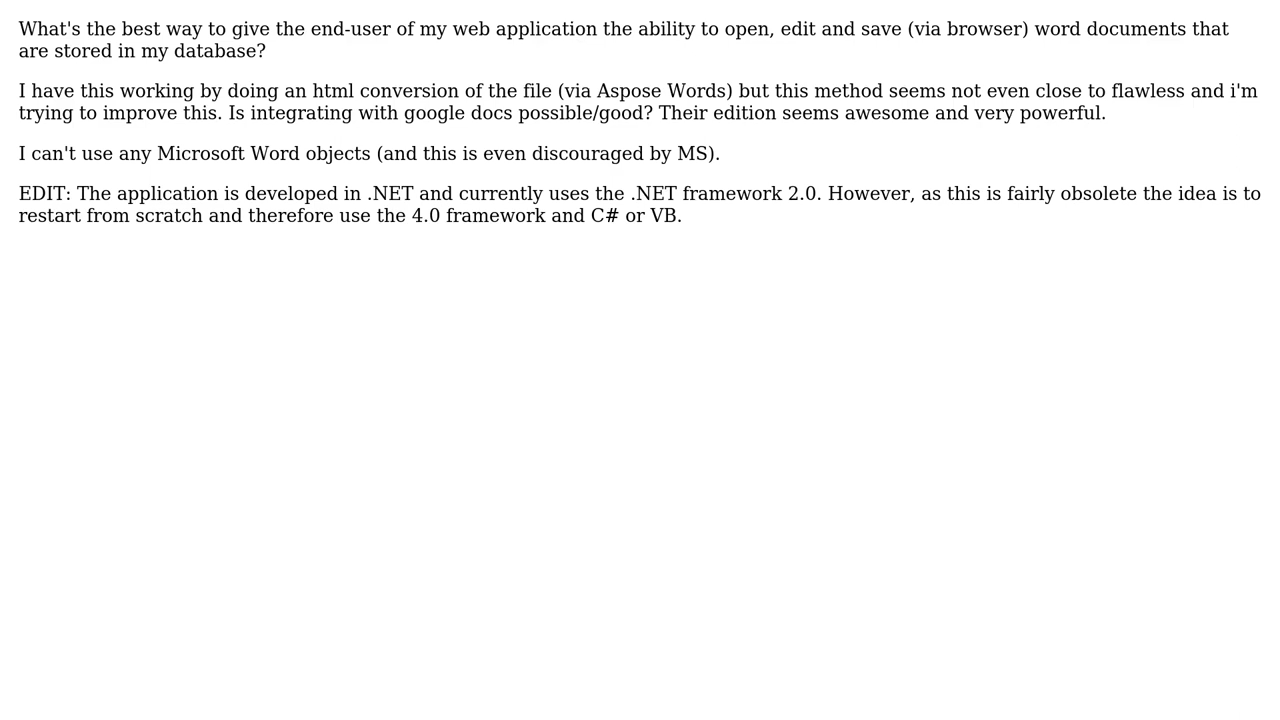 What's the best way to give the end-user of my web application the ability to open, edit and save (via browser) word documents that
are stored in my database?
I have this working by doing an html conversion of the file (via Aspose Words) but this method seems not even close to flawless and i'm
trying to improve this. Is integrating with google docs possible/good? Their edition seems awesome and very powerful.
I can't use any Microsoft Word objects (and this is even discouraged by MS).
EDIT: The application is developed in .NET and currently uses the .NET framework 2.0. However, as this is fairly obsolete the idea is to
restart from scratch and therefore use the 4.0 framework and C# or VB.